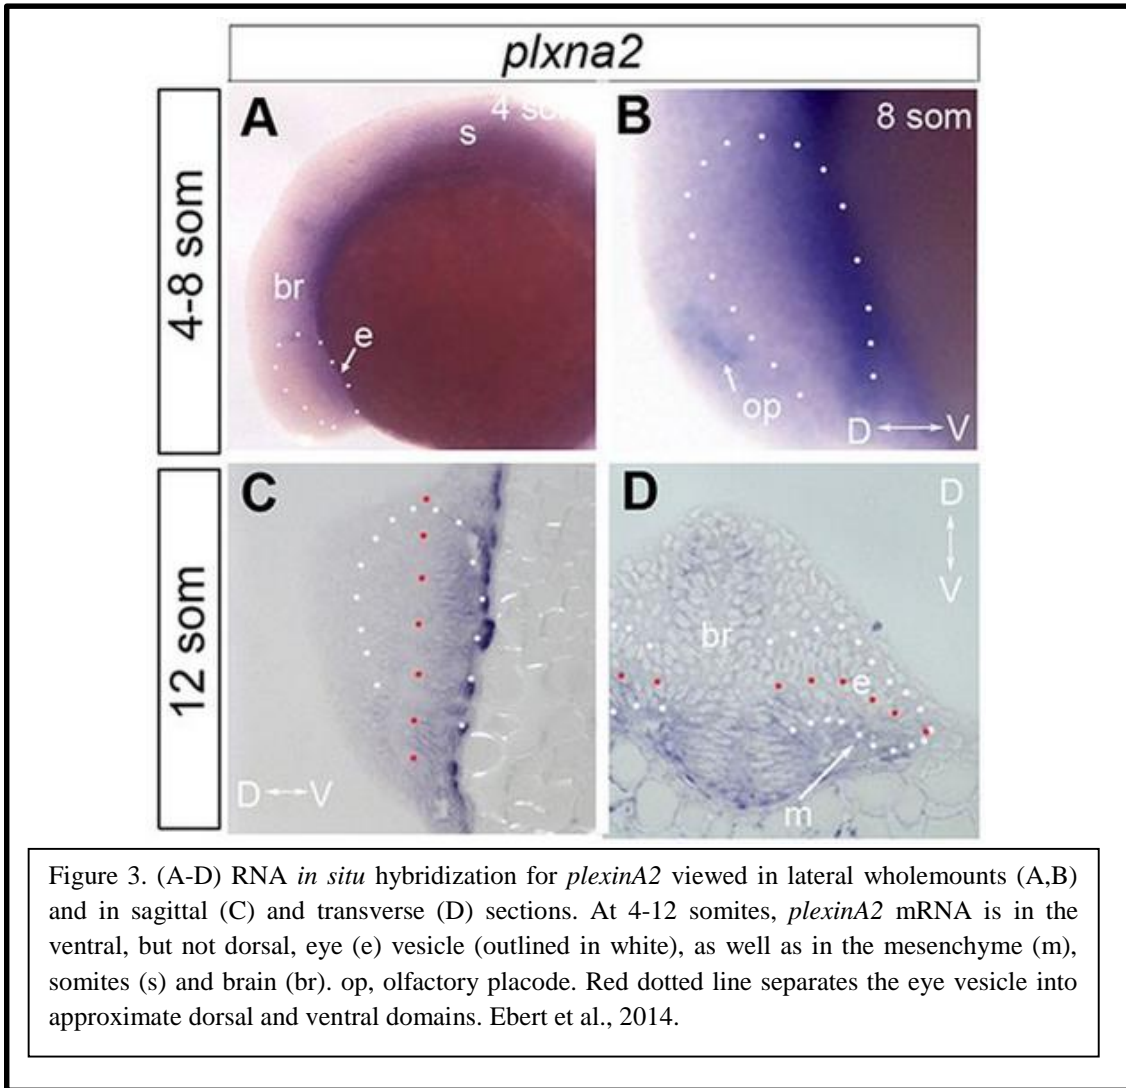 plxna2
4-8 som
A
4 som
s
br
e
B
8 som
op
D V
12 som
C
D V
D
D
V
br
e
m
Figure 3. (A-D) RNA in situ hybridization for plexinA2 viewed in lateral wholemounts (A,B)
and in sagittal (C) and transverse (D) sections. At 4-12 somites, plexinA2 mRNA is in the
ventral, but not dorsal, eye (e) vesicle (outlined in white), as well as in the mesenchyme (m),
somites (s) and brain (br). op, olfactory placode. Red dotted line separates the eye vesicle into
approximate dorsal and ventral domains. Ebert et al., 2014.